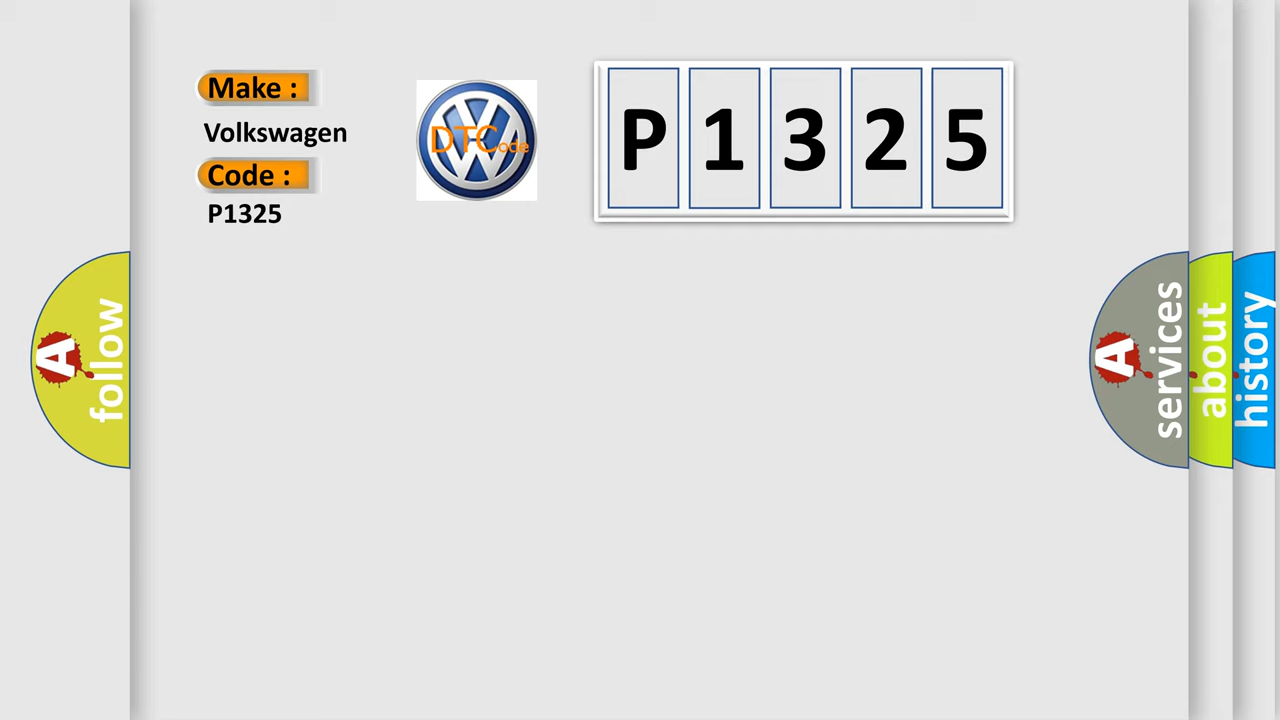 Make :
Volkswagen
Code :
P1325
DTCode
P 1 3 2 5
A follow
A services
about
history